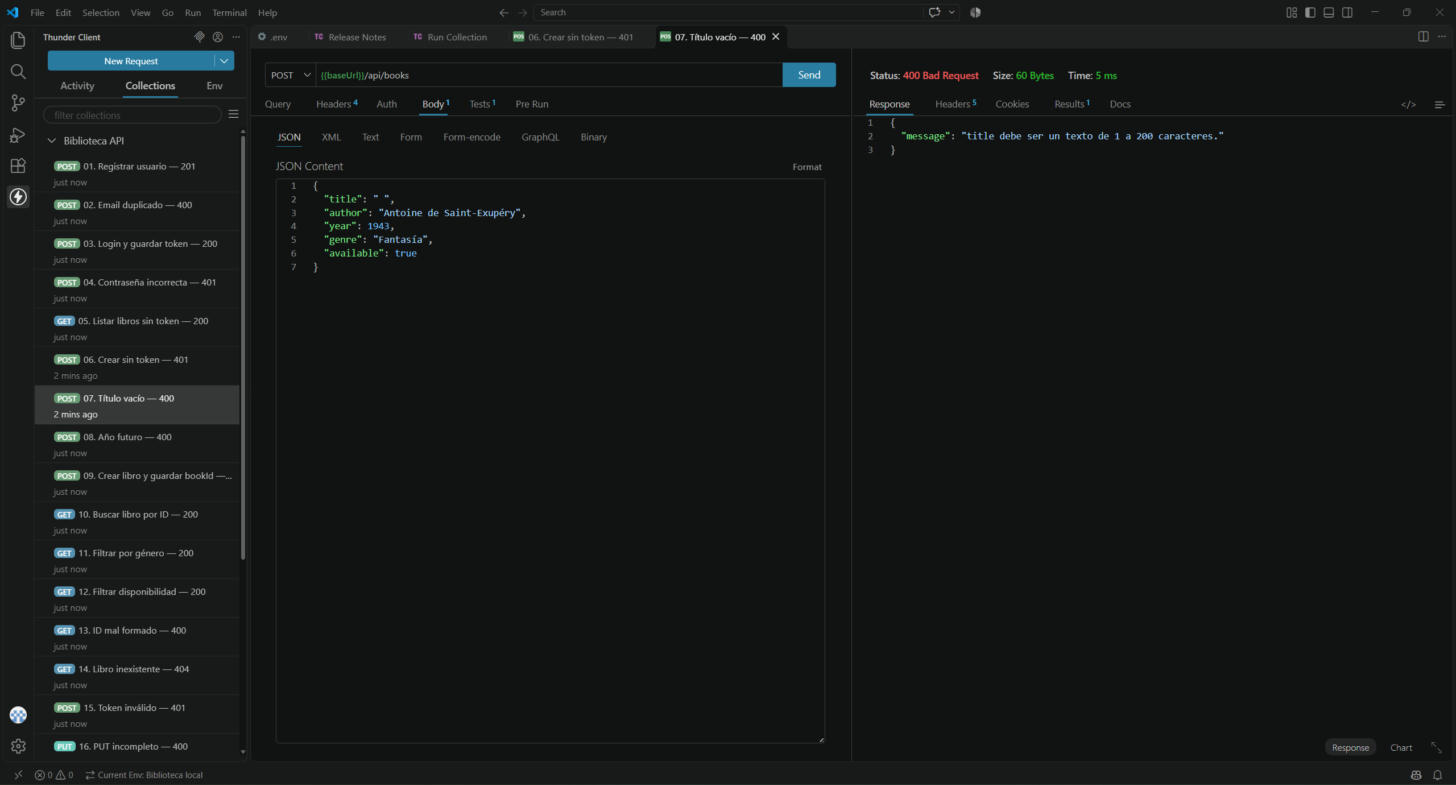 File Edit Selection View Go Run Terminal Help
Search
Thunder Client
New Request
Activity Collections Env
filter collections
Biblioteca API
POST 01. Registrar usuario — 201
just now
POST 02. Email duplicado — 400
just now
POST 03. Login y guardar token — 200
just now
POST 04. Contraseña incorrecta — 401
just now
GET 05. Listar libros sin token — 200
just now
POST 06. Crear sin token — 401
2 mins ago
POST 07. Título vacío — 400
2 mins ago
POST 08. Año futuro — 400
just now
POST 09. Crear libro y guardar bookId —...
just now
GET 10. Buscar libro por ID — 200
just now
GET 11. Filtrar por género — 200
just now
GET 12. Filtrar disponibilidad — 200
just now
GET 13. ID mal formado — 400
just now
GET 14. Libro inexistente — 404
just now
POST 15. Token inválido — 401
just now
PUT 16. PUT incompleto — 400
.env TC Release Notes TC Run Collection POS 06. Crear sin token — 401 POS 07. Título vacío — 400
POST {{baseUrl}}/api/books Send
Query Headers 4 Auth Body 1 Tests 1 Pre Run
JSON XML Text Form Form-encode GraphQL Binary
JSON Content Format
1 {
2 "title": " ",
3 "author": "Antoine de Saint-Exupéry",
4 "year": 1943,
5 "genre": "Fantasía",
6 "available": true
7 }
Status: 400 Bad Request Size: 60 Bytes Time: 5 ms
Response Headers 5 Cookies Results 1 Docs </>
1 {
2 "message": "title debe ser un texto de 1 a 200 caracteres."
3 }
Response Chart
0 0 Current Env: Biblioteca local